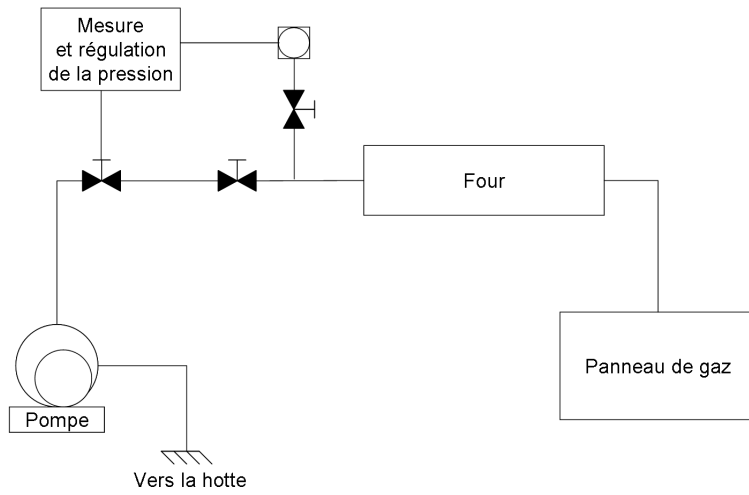 Mesure
et régulation
de la pression
Four
Panneau de gaz
Pompe
Vers la hotte